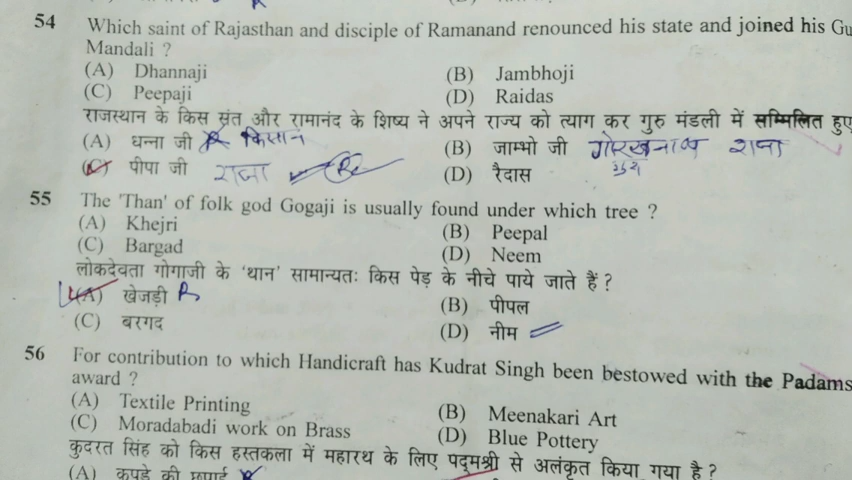 54 Which saint of Rajasthan and disciple of Ramanand renounced his state and joined his Gu
Mandali ?
(A) Dhannaji (B) Jambhoji
(C) Peepaji (D) Raidas
राजस्थान के किस संत और रामानंद के शिष्य ने अपने राज्य को त्याग कर गुरु मंडली में सम्मिलित हुए
(A) धन्ना जी किसान (B) जाम्भो जी
(C) पीपा जी राजा (D) रैदास
55 The 'Than' of folk god Gogaji is usually found under which tree ?
(A) Khejri (B) Peepal
(C) Bargad (D) Neem
लोकदेवता गोगाजी के 'थान' सामान्यतः किस पेड़ के नीचे पाये जाते हैं ?
(A) खेजड़ी R (B) पीपल
(C) बरगद (D) नीम
56 For contribution to which Handicraft has Kudrat Singh been bestowed with the Padams
award ?
(A) Textile Printing (B) Meenakari Art
(C) Moradabadi work on Brass (D) Blue Pottery
कुदरत सिंह को किस हस्तकला में महारथ के लिए पद्मश्री से अलंकृत किया गया है ?
(A) कपड़े की छपाई